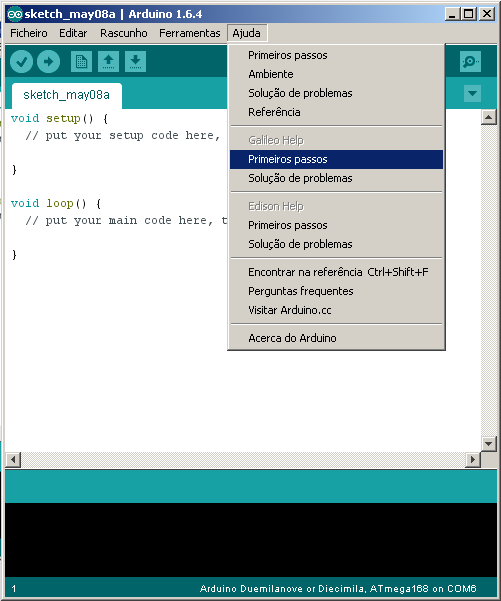 sketch_may08a | Arduino 1.6.4
Ficheiro Editar Rascunho Ferramentas Ajuda
sketch_may08a
void setup() {
// put your setup code here,
}
void loop() {
// put your main code here, t
}
Primeiros passos
Ambiente
Solução de problemas
Referência
Galileo Help
Primeiros passos
Solução de problemas
Edison Help
Primeiros passos
Solução de problemas
Encontrar na referência Ctrl+Shift+F
Perguntas frequentes
Visitar Arduino.cc
Acerca do Arduino
1 Arduino Duemilanove or Diecimila, ATmega168 on COM6